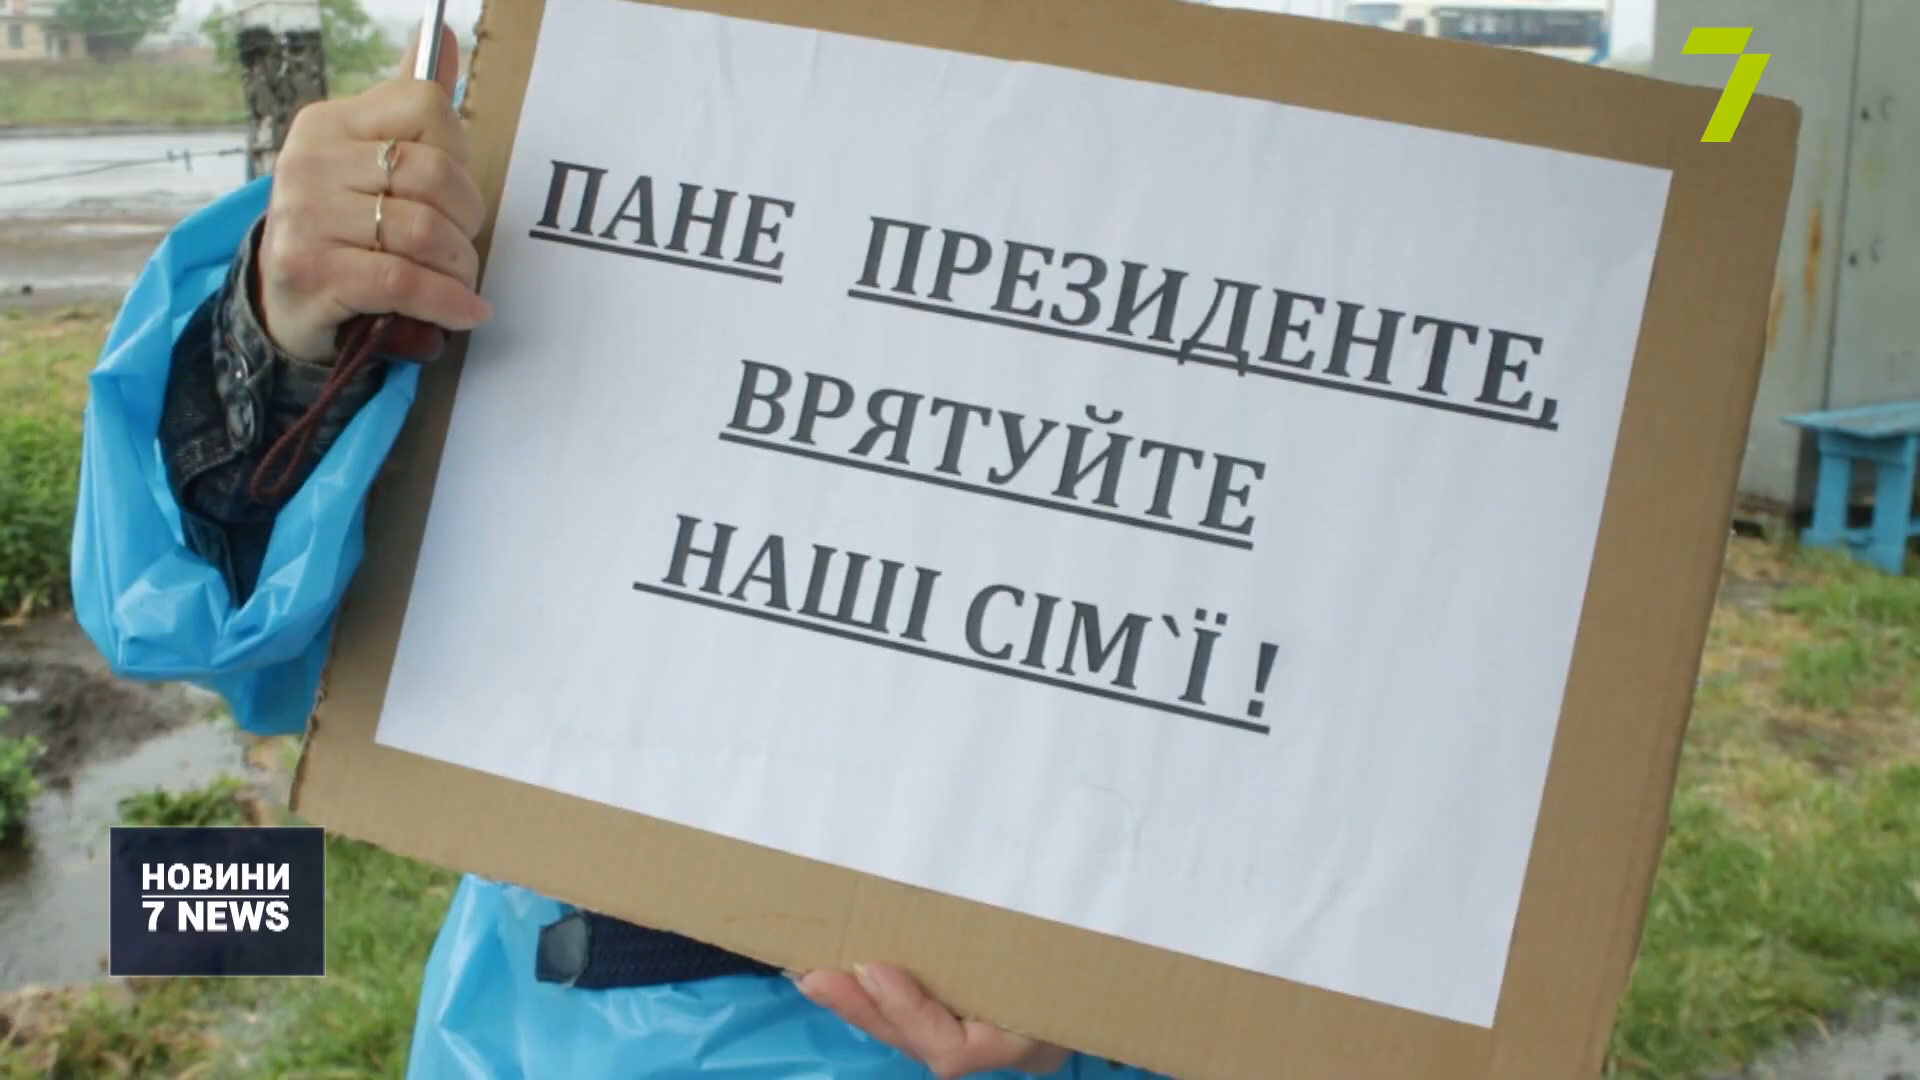 7
ПАНЕ ПРЕЗИДЕНТЕ,
ВРЯТУЙТЕ
НАШІ СІМ`Ї !
НОВИНИ
7 NEWS